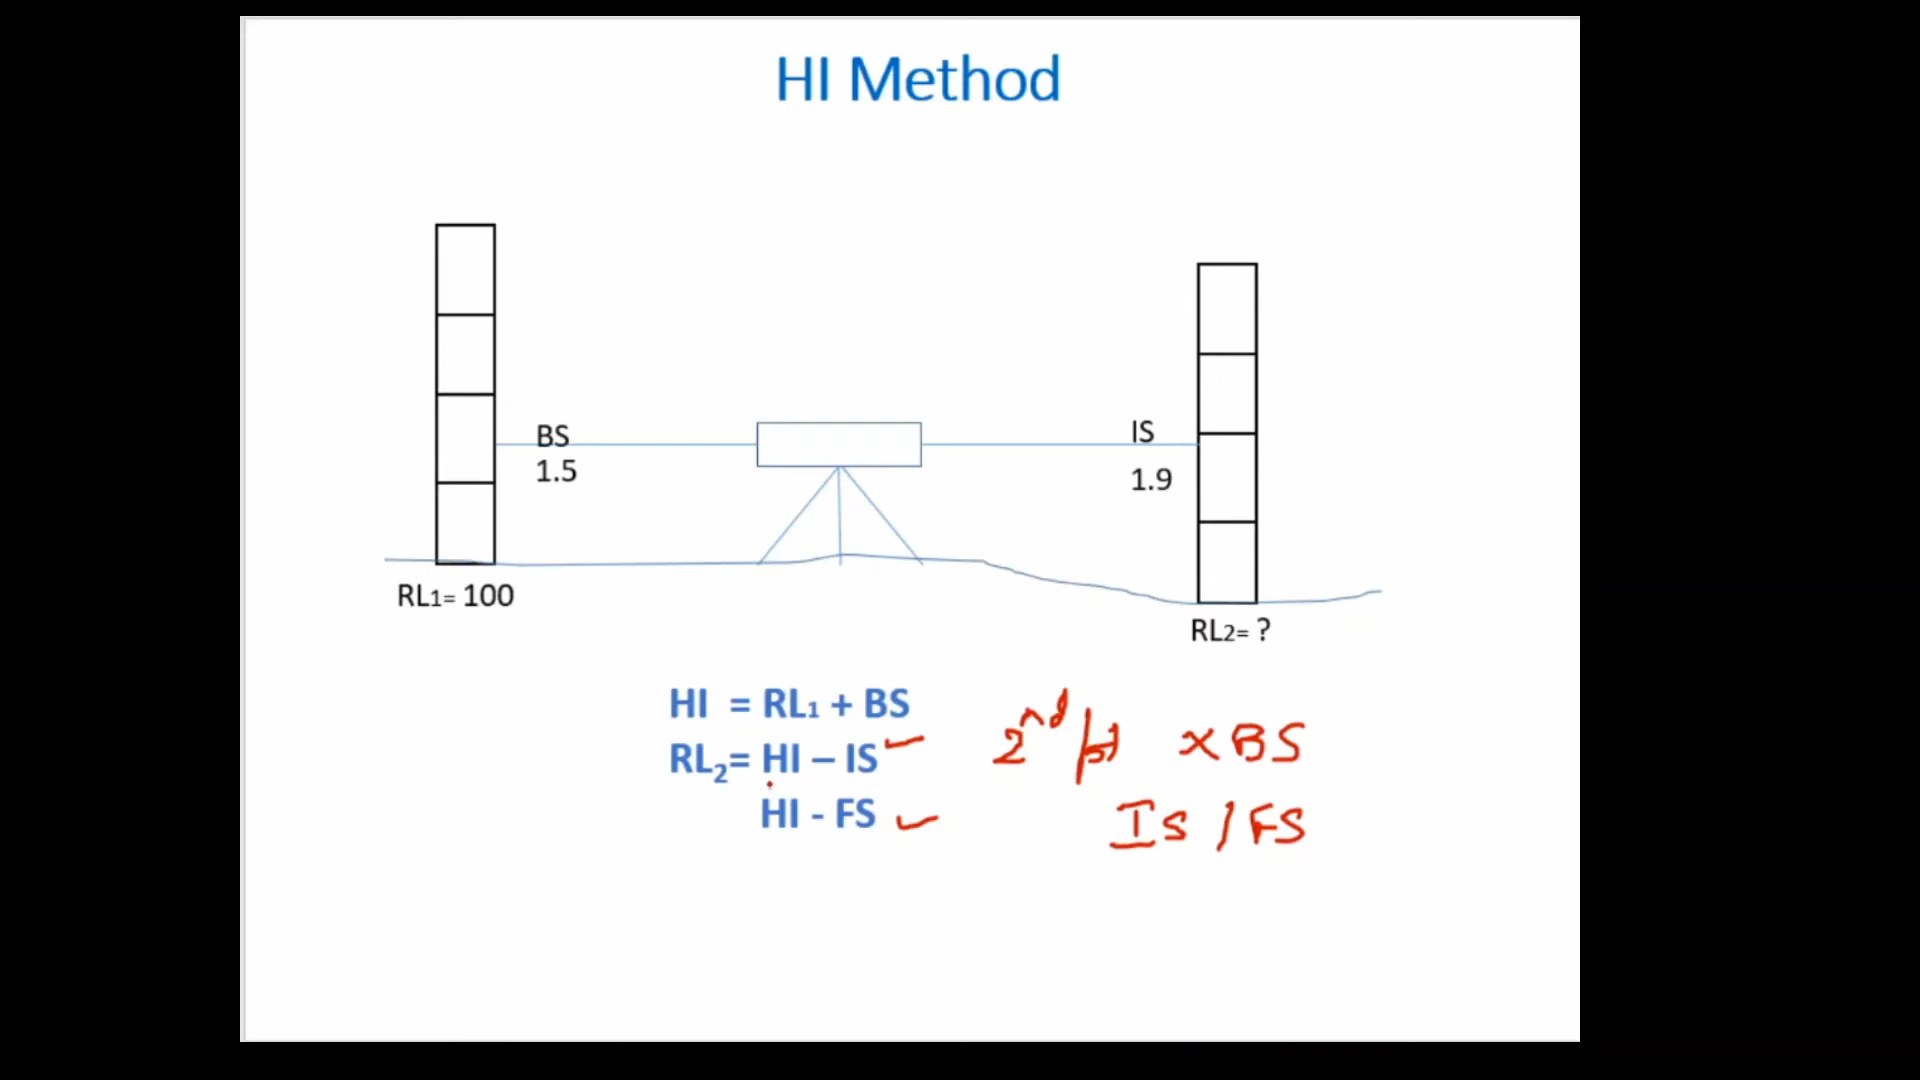 HI Method
BS
1.5
IS
1.9
RL1= 100
RL2= ?
HI = RL1 + BS
RL2= HI – IS
HI - FS
2nd pt x BS
IS / FS